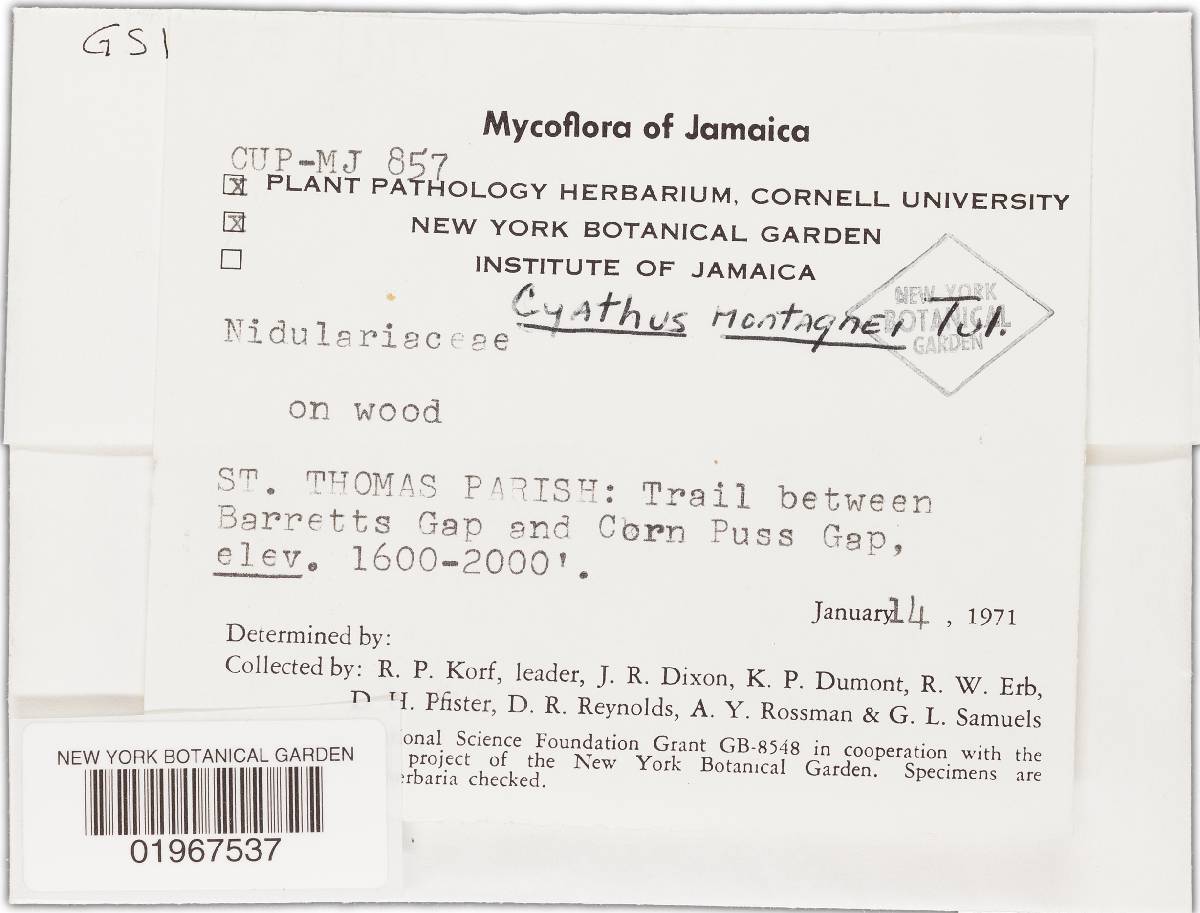 GSI
Mycoflora of Jamaica
CUP-MJ 857
☒ PLANT PATHOLOGY HERBARIUM, CORNELL UNIVERSITY
☒ NEW YORK BOTANICAL GARDEN
☐ INSTITUTE OF JAMAICA
Cyathus montagnei Tul.
NEW YORK
BOTANICAL
GARDEN
Nidulariaceae
on wood
ST. THOMAS PARISH: Trail between
Barretts Gap and Corn Puss Gap,
elev. 1600-2000'.
January 14, 1971
Determined by:
Collected by: R. P. Korf, leader, J. R. Dixon, K. P. Dumont, R. W. Erb,
D. H. Pfister, D. R. Reynolds, A. Y. Rossman & G. L. Samuels
Science Foundation Grant GB-8548 in cooperation with the
project of the New York Botanical Garden. Specimens are
checked.
NEW YORK BOTANICAL GARDEN
01967537